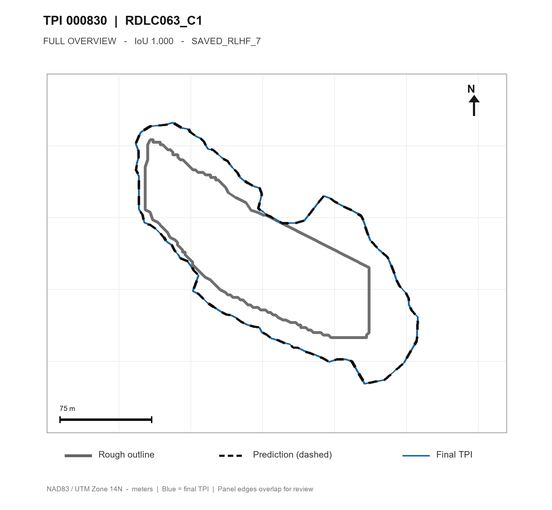 TPI 000830 | RDLC063_C1
FULL OVERVIEW - IoU 1.000 - SAVED_RLHF_7
N
75 m
Rough outline Prediction (dashed) Final TPI
NAD83 / UTM Zone 14N - meters | Blue = final TPI | Panel edges overlap for review